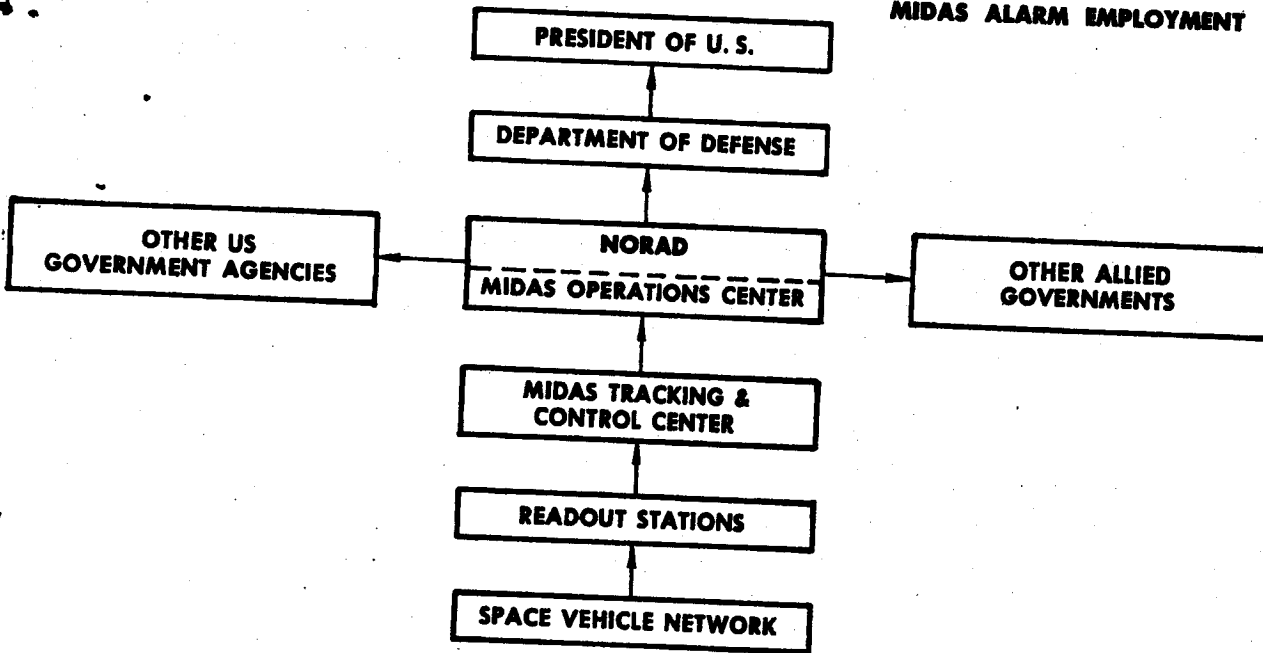 MIDAS ALARM EMPLOYMENT
PRESIDENT OF U. S.
DEPARTMENT OF DEFENSE
OTHER US
GOVERNMENT AGENCIES
NORAD
MIDAS OPERATIONS CENTER
OTHER ALLIED
GOVERNMENTS
MIDAS TRACKING &
CONTROL CENTER
READOUT STATIONS
SPACE VEHICLE NETWORK